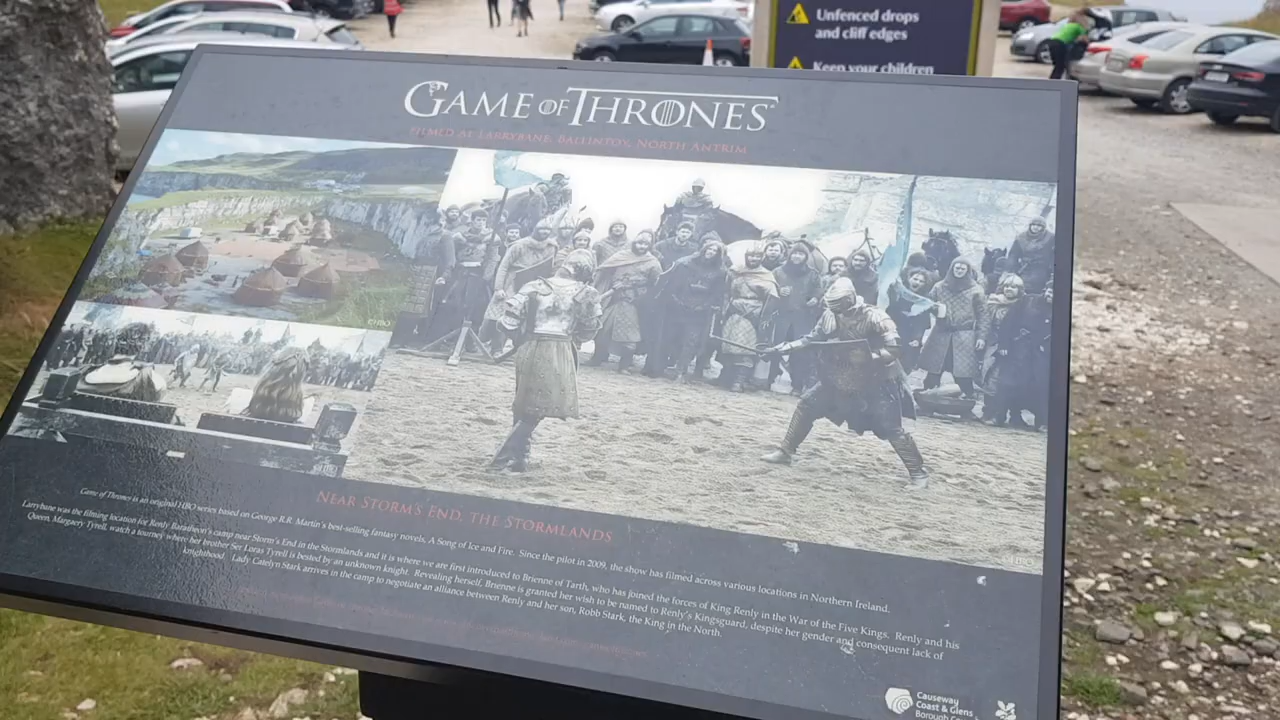 Unfenced drops
and cliff edges
Keep your children
GAME OF THRONES
FILMED AT LARRYBANE, BALLINTOY, NORTH ANTRIM
©HBO
NEAR STORM'S END, THE STORMLANDS
Game of Thrones is an original HBO series based on George R.R. Martin's best-selling fantasy novels, A Song of Ice and Fire. Since the pilot in 2009, the show has filmed across various locations in Northern Ireland.
Larrybane was the filming location for Renly Baratheon's camp near Storm's End in the Stormlands and it is where we are first introduced to Brienne of Tarth, who has joined the forces of King Renly in the War of the Five Kings. Renly and his
Queen, Margaery Tyrell, watch a tourney where her brother Ser Loras Tyrell is bested by an unknown knight. Revealing herself, Brienne is granted her wish to be named to Renly's Kingsguard, despite her gender and consequent lack of
knighthood. Lady Catelyn Stark arrives in the camp to negotiate an alliance between Renly and her son, Robb Stark, the King in the North.
Causeway
Coast & Glens
Borough